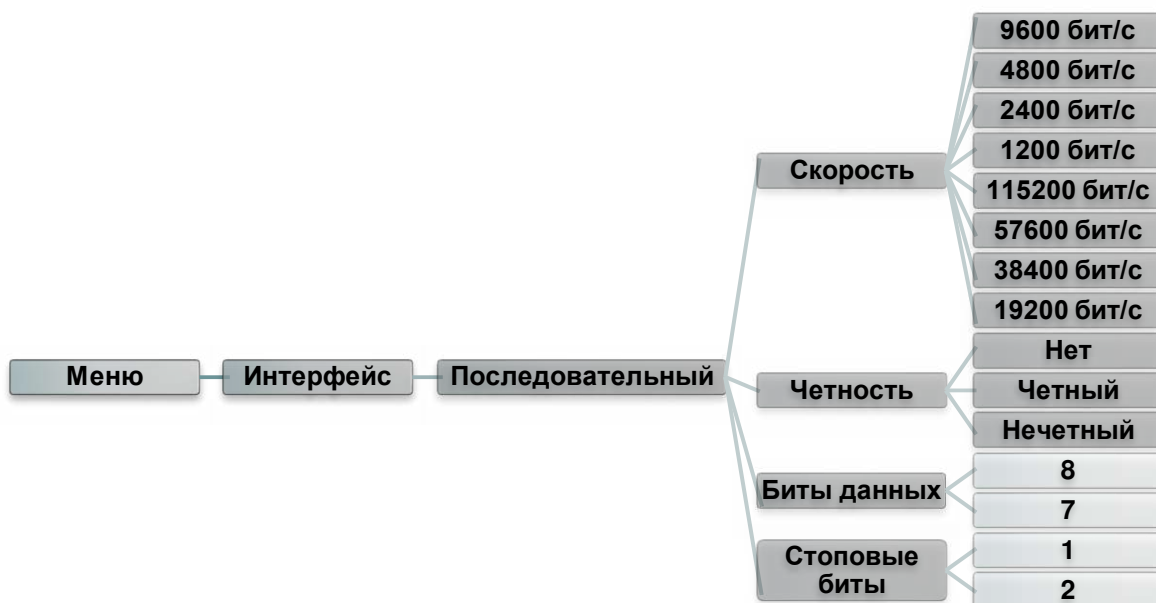 9600 бит/с
4800 бит/с
2400 бит/с
1200 бит/с
115200 бит/с
57600 бит/с
38400 бит/с
19200 бит/с
Скорость
Меню
Интерфейс
Последовательный
Четность
Нет
Четный
Нечетный
Биты данных
8
7
Стоповые
биты
1
2